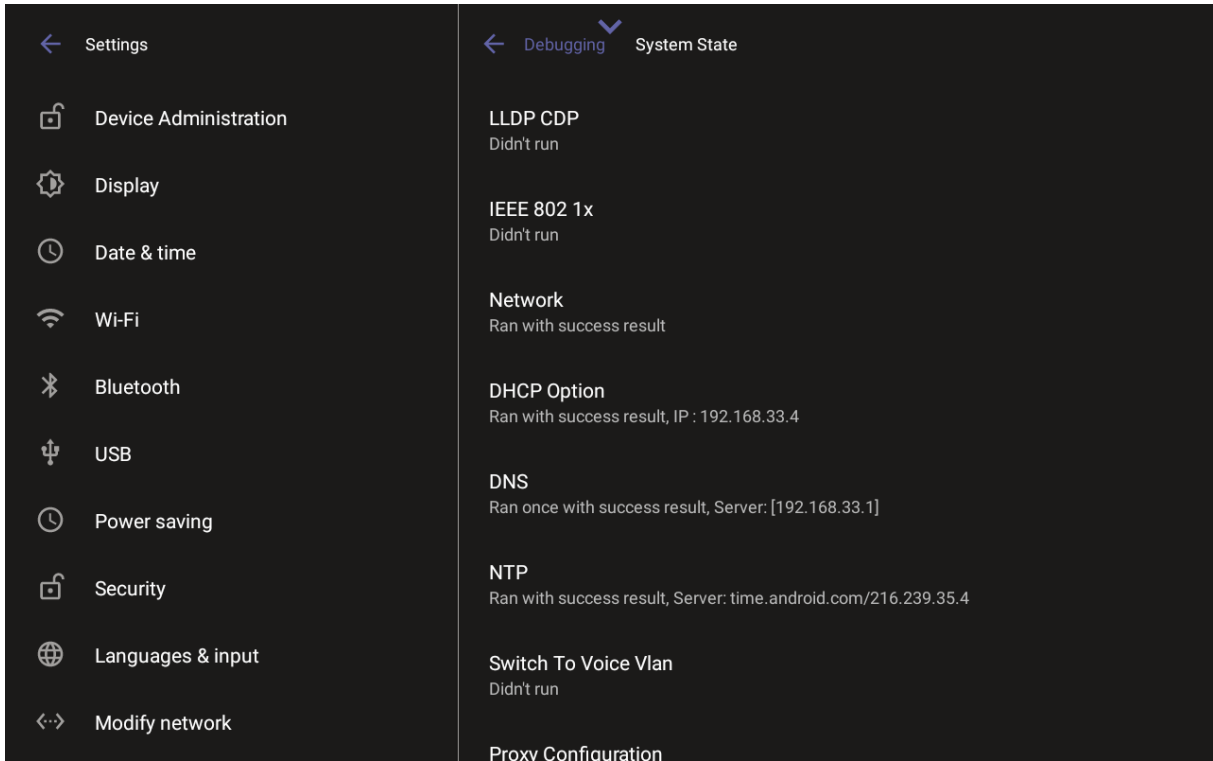 Settings
Device Administration
Display
Date & time
Wi-Fi
Bluetooth
USB
Power saving
Security
Languages & input
Modify network
Debugging System State
LLDP CDP
Didn't run
IEEE 802 1x
Didn't run
Network
Ran with success result
DHCP Option
Ran with success result, IP : 192.168.33.4
DNS
Ran once with success result, Server: [192.168.33.1]
NTP
Ran with success result, Server: time.android.com/216.239.35.4
Switch To Voice Vlan
Didn't run
Proxy Configuration